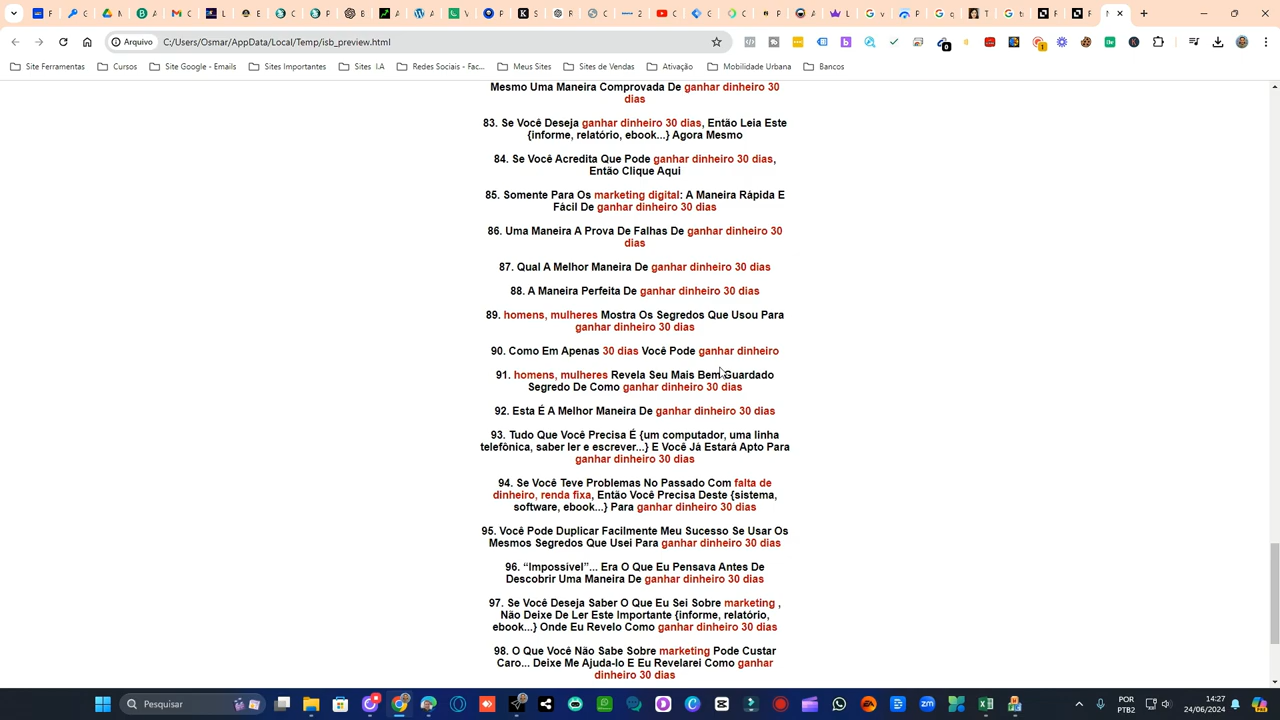 Arquivo
C:/Users/Osmar/AppData/Local/Temp/isb_preview.html
Site Ferramentas
Cursos
Site Google - Emails
Sites Importantes
Sites I.A
Redes Sociais - Fac...
Meus Sites
Sites de Vendas
Ativação
Mobilidade Urbana
Bancos
Mesmo Uma Maneira Comprovada De ganhar dinheiro 30
dias
83. Se Você Deseja ganhar dinheiro 30 dias, Então Leia Este
{informe, relatório, ebook...} Agora Mesmo
84. Se Você Acredita Que Pode ganhar dinheiro 30 dias,
Então Clique Aqui
85. Somente Para Os marketing digital: A Maneira Rápida E
Fácil De ganhar dinheiro 30 dias
86. Uma Maneira A Prova De Falhas De ganhar dinheiro 30
dias
87. Qual A Melhor Maneira De ganhar dinheiro 30 dias
88. A Maneira Perfeita De ganhar dinheiro 30 dias
89. homens, mulheres Mostra Os Segredos Que Usou Para
ganhar dinheiro 30 dias
90. Como Em Apenas 30 dias Você Pode ganhar dinheiro
91. homens, mulheres Revela Seu Mais Bem Guardado
Segredo De Como ganhar dinheiro 30 dias
92. Esta É A Melhor Maneira De ganhar dinheiro 30 dias
93. Tudo Que Você Precisa É {um computador, uma linha
telefônica, saber ler e escrever...} E Você Já Estará Apto Para
ganhar dinheiro 30 dias
94. Se Você Teve Problemas No Passado Com falta de
dinheiro, renda fixa, Então Você Precisa Deste {sistema,
software, ebook...} Para ganhar dinheiro 30 dias
95. Você Pode Duplicar Facilmente Meu Sucesso Se Usar Os
Mesmos Segredos Que Usei Para ganhar dinheiro 30 dias
96. “Impossível”... Era O Que Eu Pensava Antes De
Descobrir Uma Maneira De ganhar dinheiro 30 dias
97. Se Você Deseja Saber O Que Eu Sei Sobre marketing ,
Não Deixe De Ler Este Importante {informe, relatório,
ebook...} Onde Eu Revelo Como ganhar dinheiro 30 dias
98. O Que Você Não Sabe Sobre marketing Pode Custar
Caro... Deixe Me Ajuda-lo E Eu Revelarei Como ganhar
dinheiro 30 dias
Pesquisar
POR
PTB2
14:27
24/06/2024